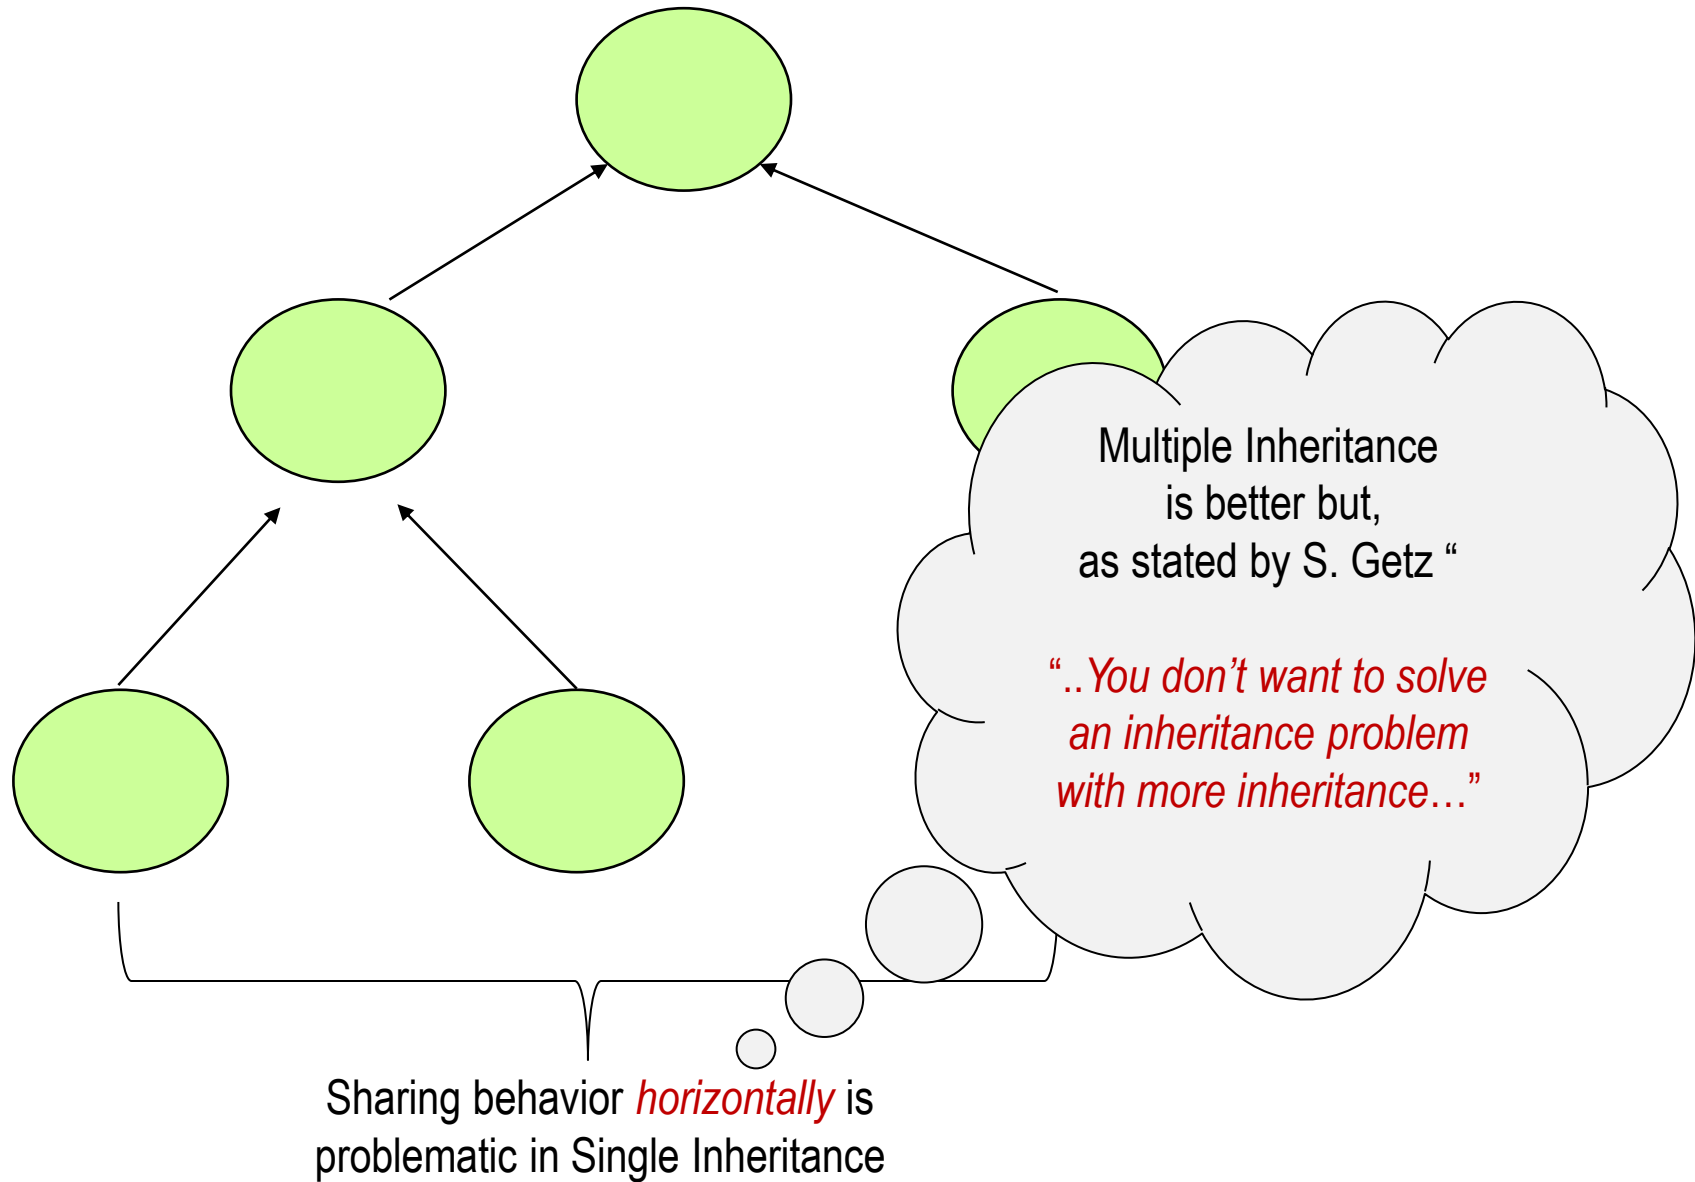 Multiple Inheritance
is better but,
as stated by S. Getz “
“..You don’t want to solve
an inheritance problem
with more inheritance…”
Sharing behavior horizontally is
problematic in Single Inheritance